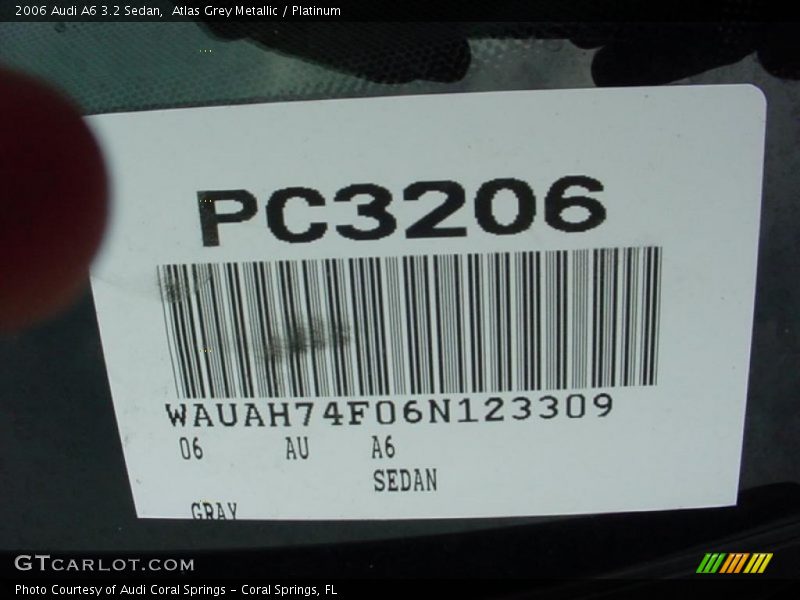 2006 Audi A6 3.2 Sedan,  Atlas Grey Metallic / Platinum
PC3206
WAUAH74F06N123309
06 AU A6
SEDAN
GRAY
GTCARLOT.COM
Photo Courtesy of Audi Coral Springs - Coral Springs, FL